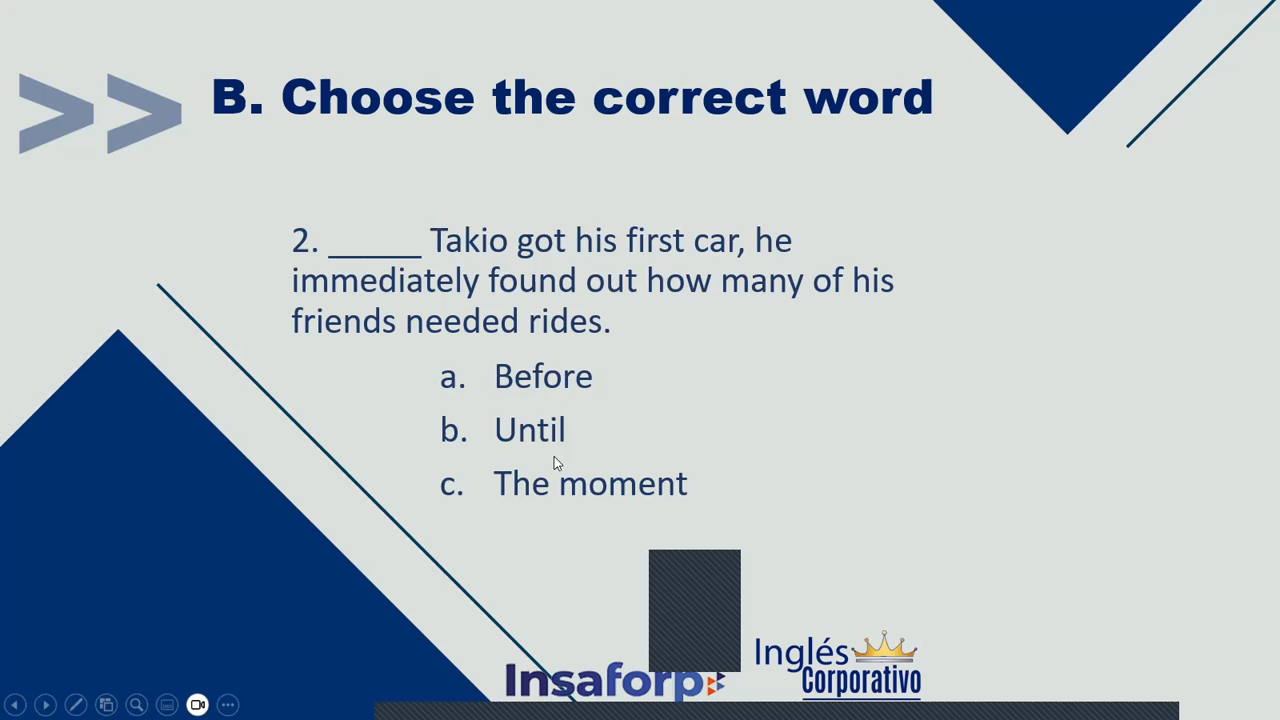 B. Choose the correct word
2. _____ Takio got his first car, he
immediately found out how many of his
friends needed rides.
a. Before
b. Until
c. The moment
Insaforp
Inglés
Corporativo